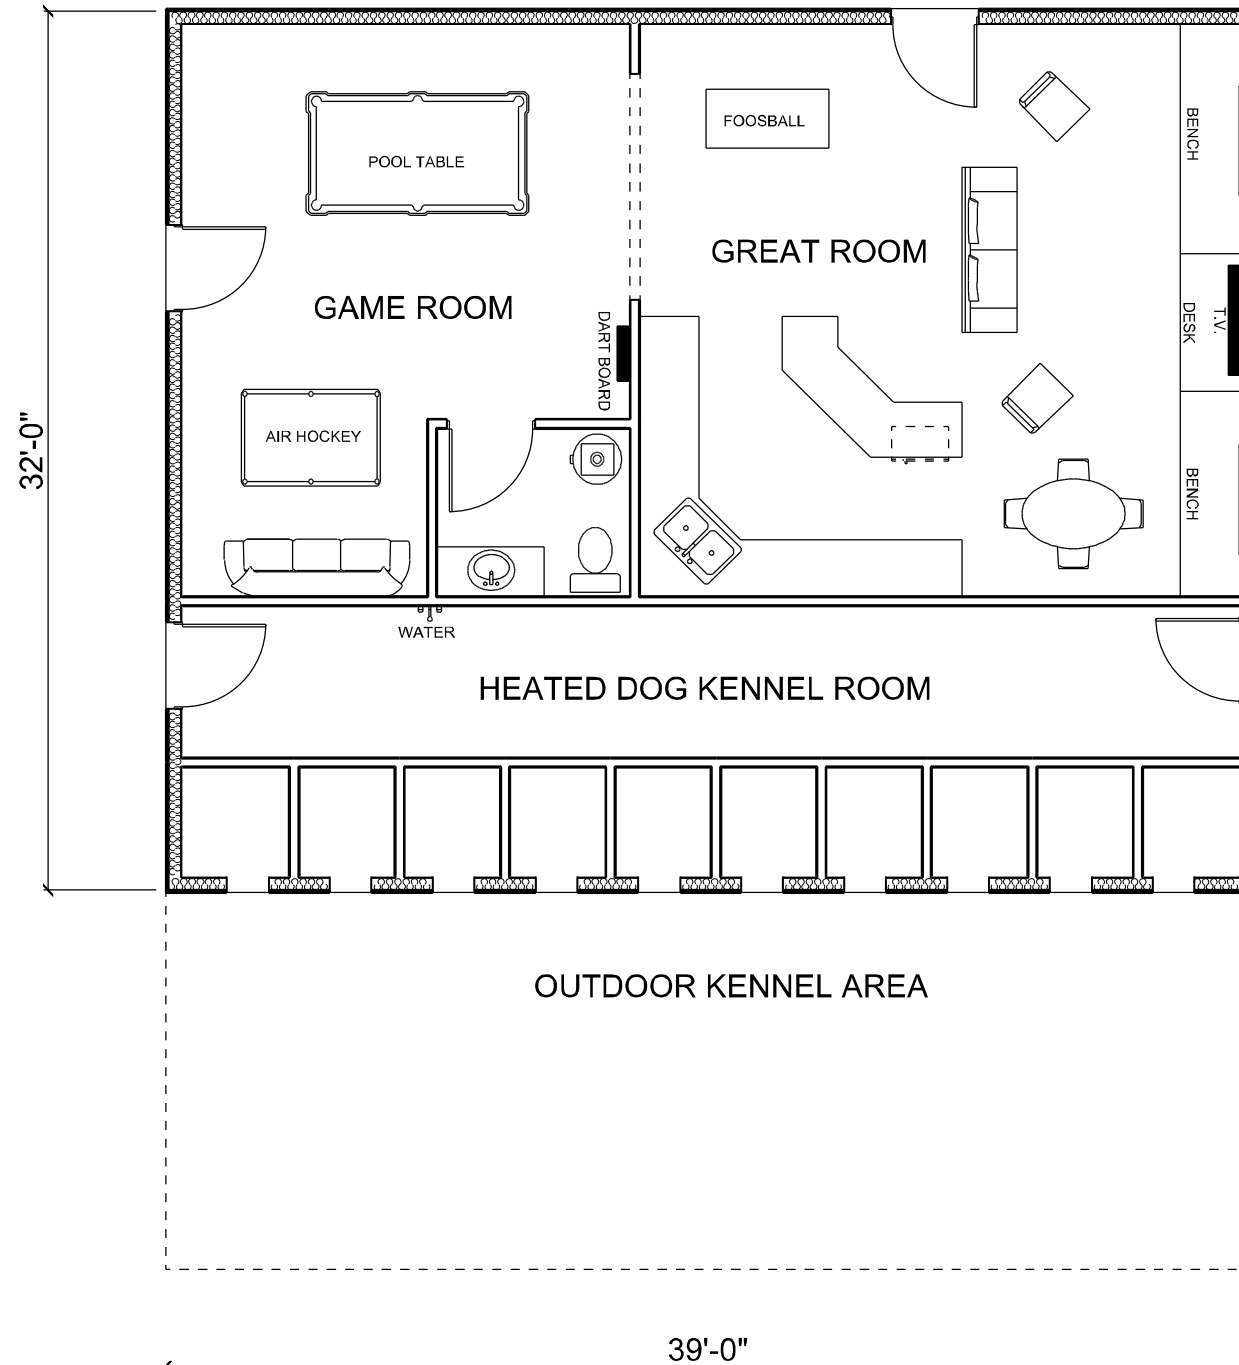 FOOSBALL
BENCH
POOL TABLE
GREAT ROOM
GAME ROOM
DART BOARD
DESK
T.V.
32'-0"
AIR HOCKEY
BENCH
WATER
HEATED DOG KENNEL ROOM
OUTDOOR KENNEL AREA
39'-0"